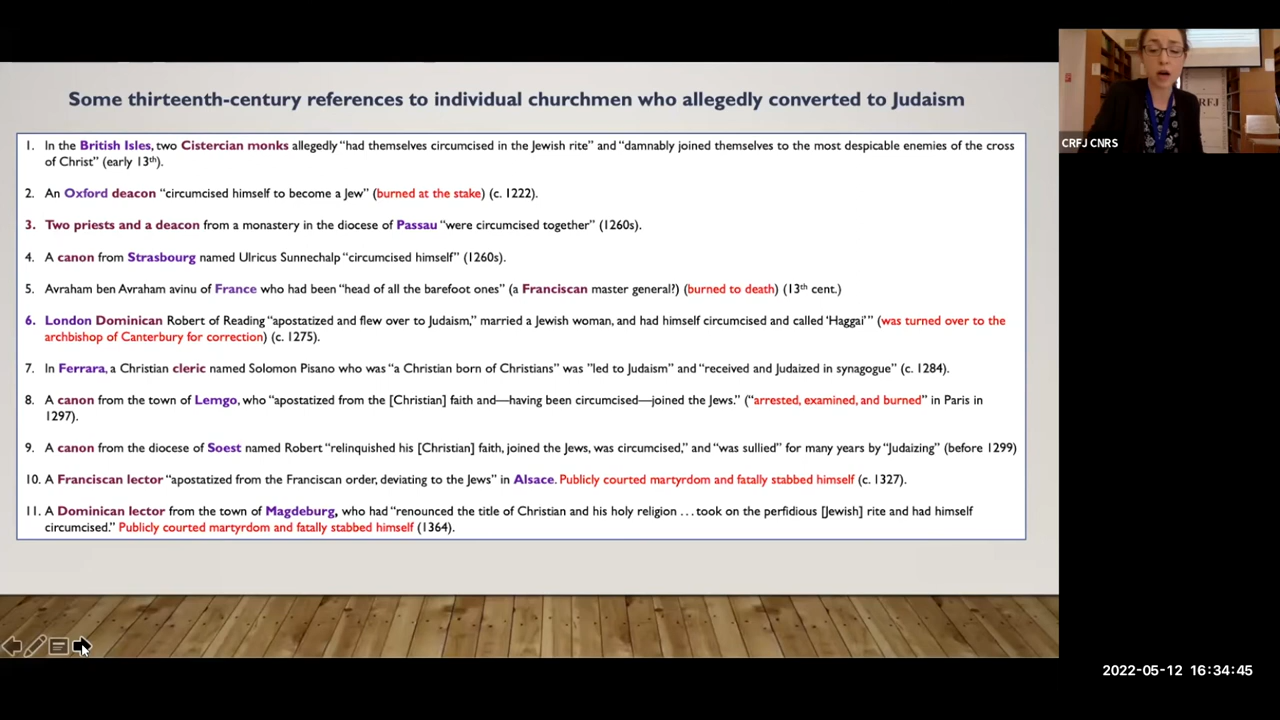 Some thirteenth-century references to individual churchmen who allegedly converted to Judaism
1. In the British Isles, two Cistercian monks allegedly “had themselves circumcised in the Jewish rite” and “damnably joined themselves to the most despicable enemies of the cross
of Christ” (early 13th).
2. An Oxford deacon “circumcised himself to become a Jew” (burned at the stake) (c. 1222).
3. Two priests and a deacon from a monastery in the diocese of Passau “were circumcised together” (1260s).
4. A canon from Strasbourg named Ulricus Sunnechalp “circumcised himself” (1260s).
5. Avraham ben Avraham avinu of France who had been “head of all the barefoot ones” (a Franciscan master general?) (burned to death) (13th cent.)
6. London Dominican Robert of Reading “apostatized and flew over to Judaism,” married a Jewish woman, and had himself circumcised and called ‘Haggai’” (was turned over to the
archbishop of Canterbury for correction) (c. 1275).
7. In Ferrara, a Christian cleric named Solomon Pisano who was “a Christian born of Christians” was ”led to Judaism” and “received and Judaized in synagogue” (c. 1284).
8. A canon from the town of Lemgo, who “apostatized from the [Christian] faith and—having been circumcised—joined the Jews.” (“arrested, examined, and burned” in Paris in
1297).
9. A canon from the diocese of Soest named Robert “relinquished his [Christian] faith, joined the Jews, was circumcised,” and “was sullied” for many years by “Judaizing” (before 1299)
10. A Franciscan lector “apostatized from the Franciscan order, deviating to the Jews” in Alsace. Publicly courted martyrdom and fatally stabbed himself (c. 1327).
11. A Dominican lector from the town of Magdeburg, who had “renounced the title of Christian and his holy religion . . . took on the perfidious [Jewish] rite and had himself
circumcised.” Publicly courted martyrdom and fatally stabbed himself (1364).
RFJ
CRFJ CNRS
2022-05-12 16:34:45